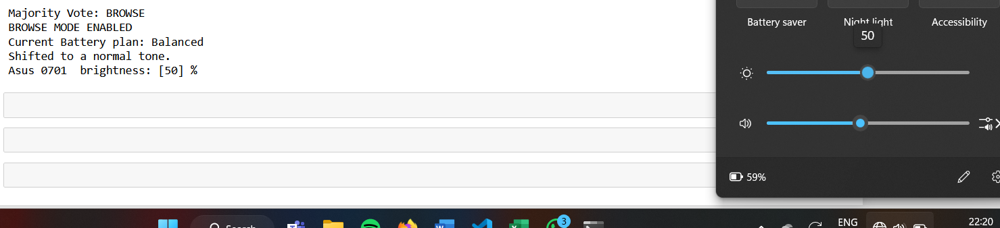 Majority Vote: BROWSE
BROWSE MODE ENABLED
Current Battery plan: Balanced
Shifted to a normal tone.
Asus 0701  brightness: [50] %
Battery saver
Night light
Accessibility
50
59%
Search
3
ENG
22:20